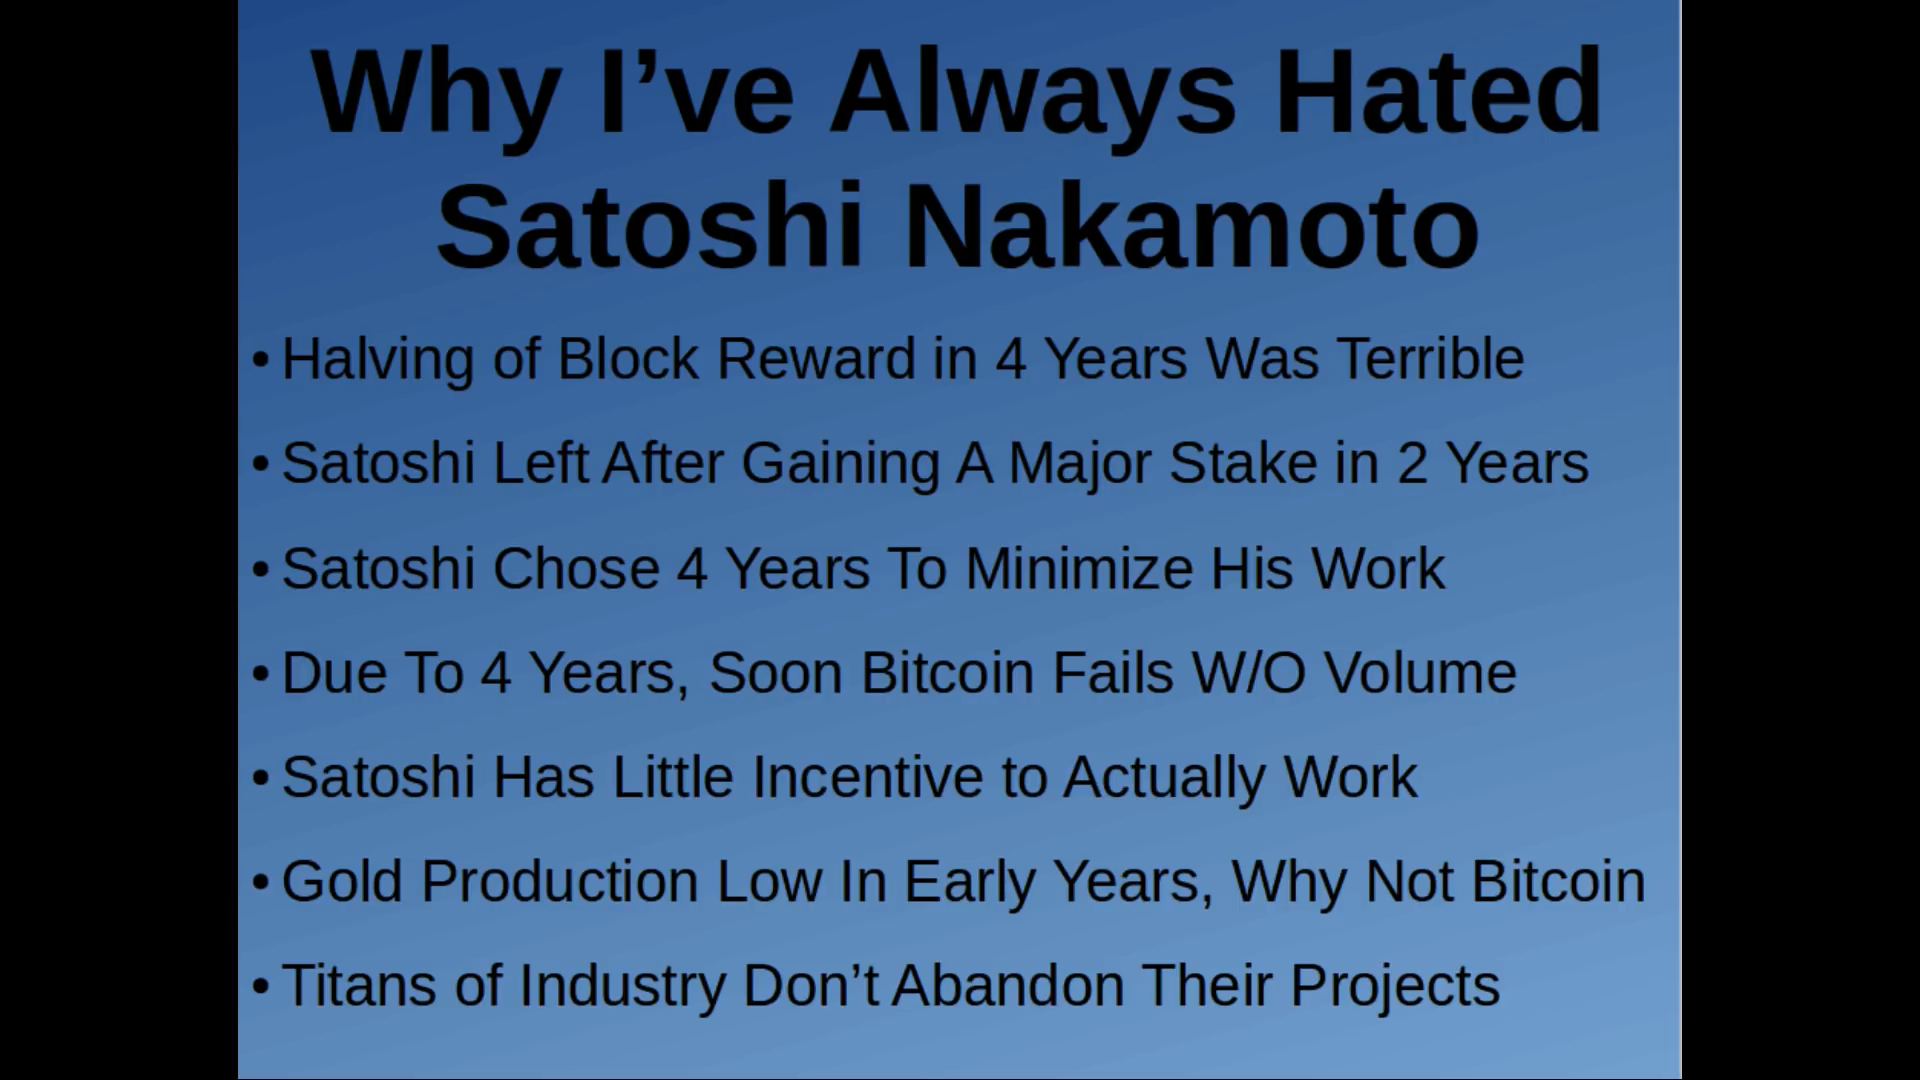 Why I’ve Always Hated
Satoshi Nakamoto
• Halving of Block Reward in 4 Years Was Terrible
• Satoshi Left After Gaining A Major Stake in 2 Years
• Satoshi Chose 4 Years To Minimize His Work
• Due To 4 Years, Soon Bitcoin Fails W/O Volume
• Satoshi Has Little Incentive to Actually Work
• Gold Production Low In Early Years, Why Not Bitcoin
• Titans of Industry Don’t Abandon Their Projects